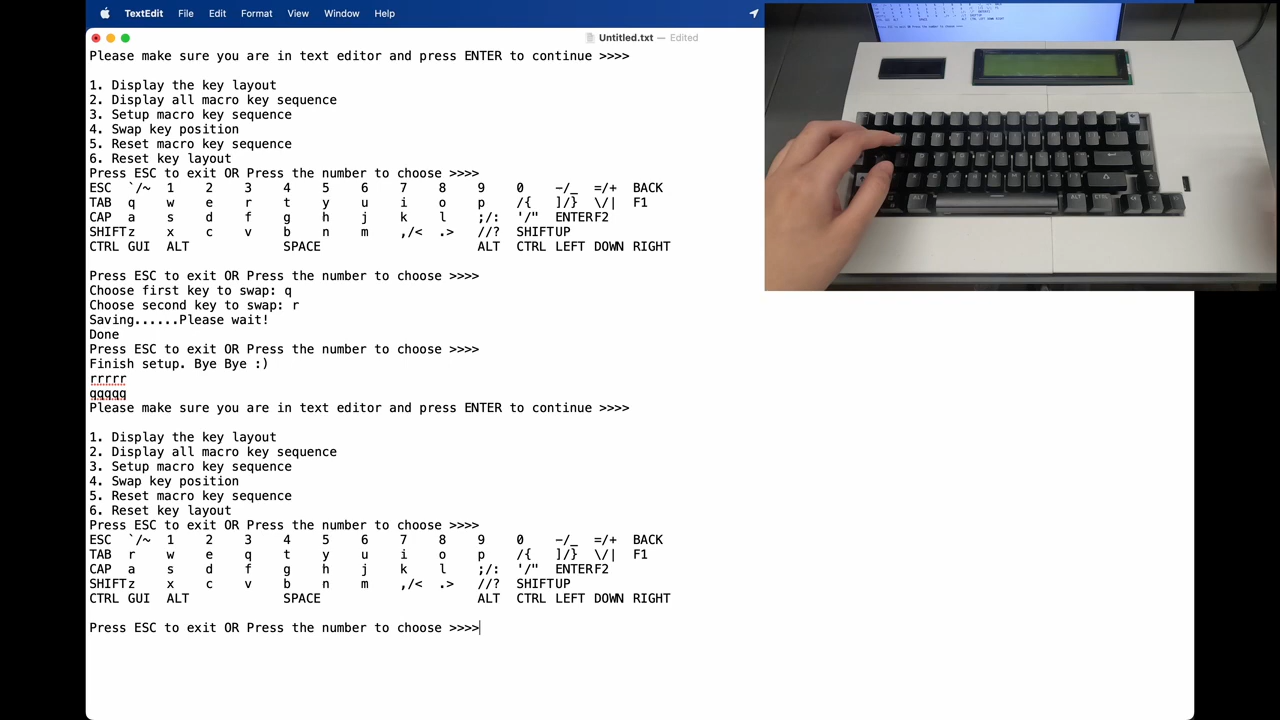 TextEdit File Edit Format View Window Help
Untitled.txt — Edited
Please make sure you are in text editor and press ENTER to continue >>>>
1. Display the key layout
2. Display all macro key sequence
3. Setup macro key sequence
4. Swap key position
5. Reset macro key sequence
6. Reset key layout
Press ESC to exit OR Press the number to choose >>>>
ESC `/~ 1 2 3 4 5 6 7 8 9 0 -/_ =/+ BACK
TAB q w e r t y u i o p /{ ]/} \/| F1
CAP a s d f g h j k l ;/: '/" ENTERF2
SHIFTz x c v b n m ,/< .> //? SHIFTUP
CTRL GUI ALT SPACE ALT CTRL LEFT DOWN RIGHT
Press ESC to exit OR Press the number to choose >>>>
Choose first key to swap: q
Choose second key to swap: r
Saving......Please wait!
Done
Press ESC to exit OR Press the number to choose >>>>
Finish setup. Bye Bye :)
rrrrr
qqqqq
Please make sure you are in text editor and press ENTER to continue >>>>
1. Display the key layout
2. Display all macro key sequence
3. Setup macro key sequence
4. Swap key position
5. Reset macro key sequence
6. Reset key layout
Press ESC to exit OR Press the number to choose >>>>
ESC `/~ 1 2 3 4 5 6 7 8 9 0 -/_ =/+ BACK
TAB r w e q t y u i o p /{ ]/} \/| F1
CAP a s d f g h j k l ;/: '/" ENTERF2
SHIFTz x c v b n m ,/< .> //? SHIFTUP
CTRL GUI ALT SPACE ALT CTRL LEFT DOWN RIGHT
Press ESC to exit OR Press the number to choose >>>>